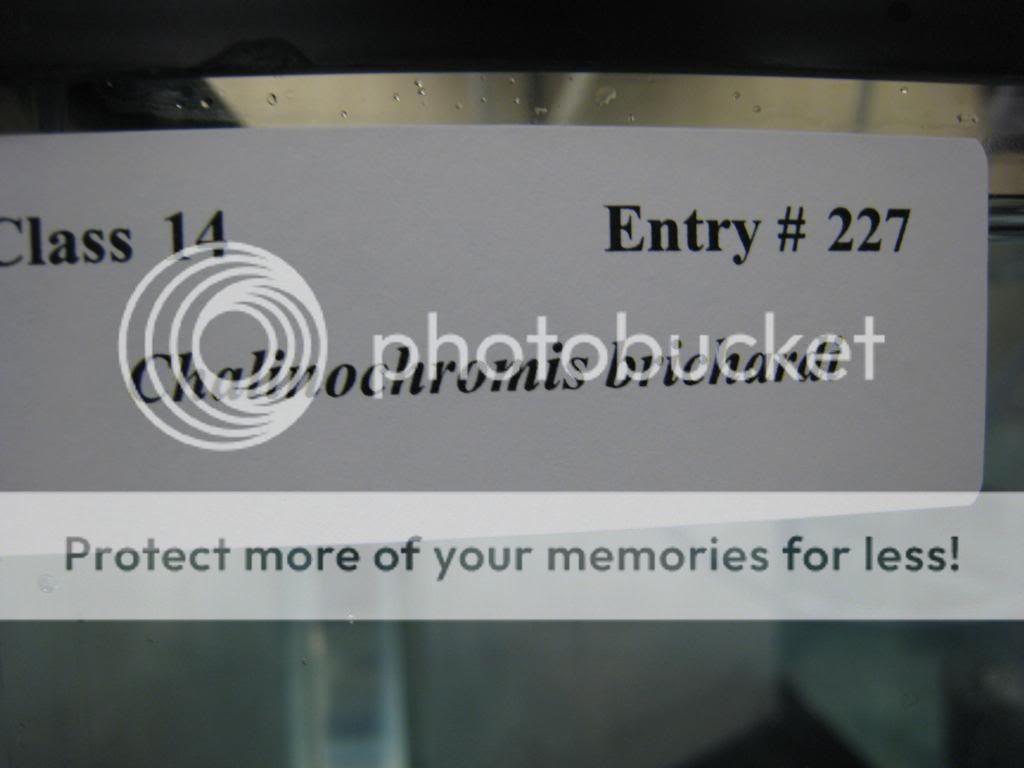 Class 14 Entry # 227
photobucket
Chalinochromis brichardi
Protect more of your memories for less!